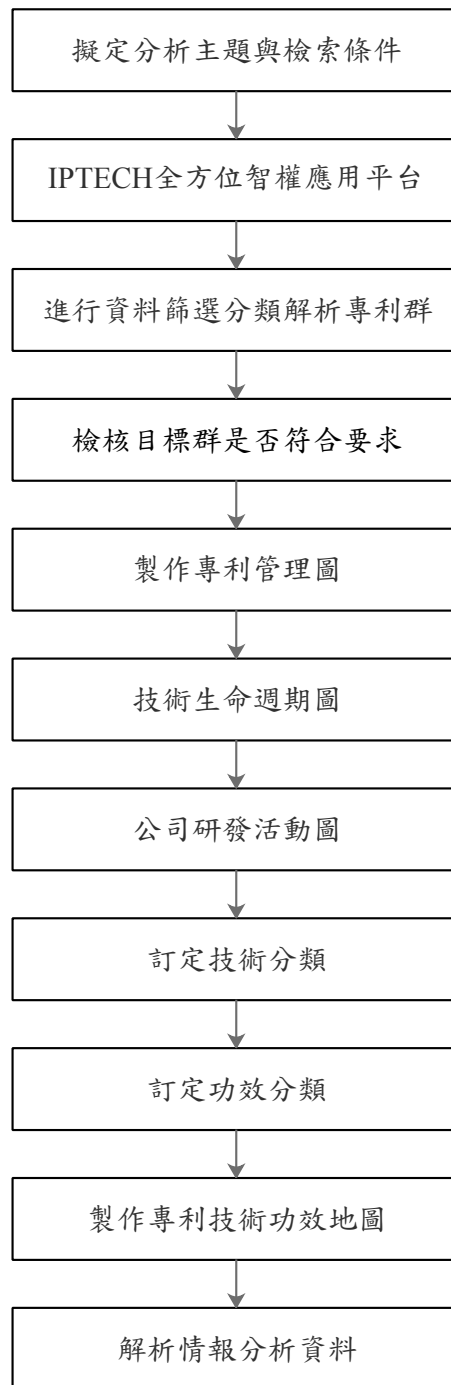 擬定分析主題與檢索條件
IPTECH全方位智權應用平台
進行資料篩選分類解析專利群
檢核目標群是否符合要求
製作專利管理圖
技術生命週期圖
公司研發活動圖
訂定技術分類
訂定功效分類
製作專利技術功效地圖
解析情報分析資料